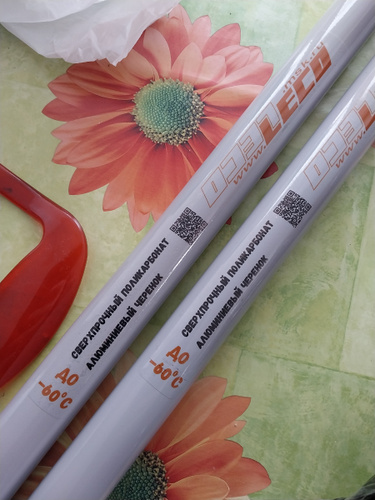 СВЕРХПРОЧНЫЙ ПОЛИКАРБОНАТ
АЛЮМИНИЕВЫЙ ЧЕРЕНОК
ДО
-60°C
СВЕРХПРОЧНЫЙ ПОЛИКАРБОНАТ
АЛЮМИНИЕВЫЙ ЧЕРЕНОК
ДО
-60°C